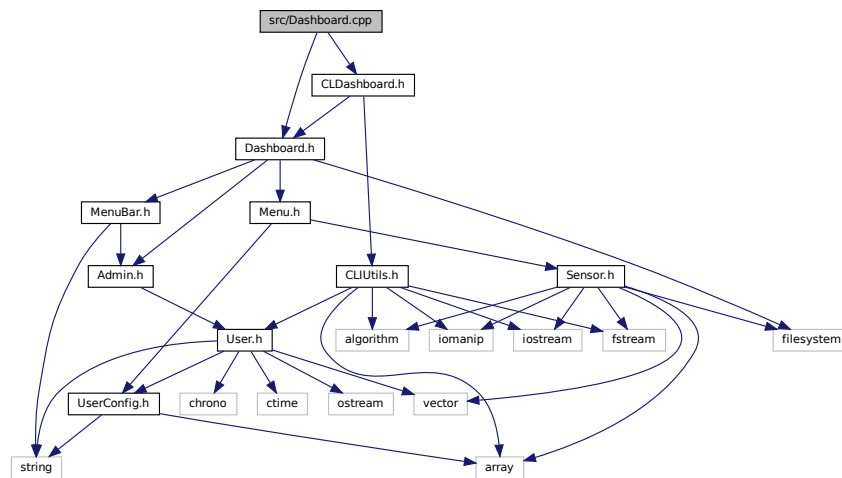 src/Dashboard.cpp
CLDashboard.h
Dashboard.h
MenuBar.h
Menu.h
Admin.h
CLIUtils.h
Sensor.h
User.h
algorithm
iomanip
iostream
fstream
filesystem
UserConfig.h
chrono
ctime
ostream
vector
string
array